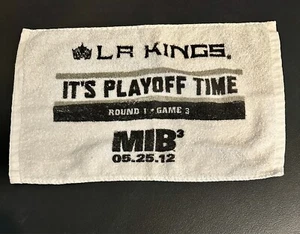 LA KINGS.
IT'S PLAYOFF TIME
ROUND 1 • GAME 3
MIB³
05.25.12